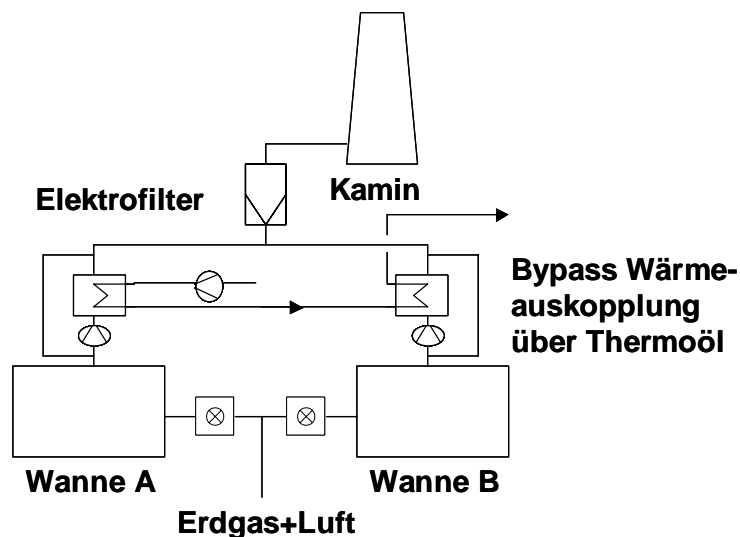 Elektrofilter
Kamin
Bypass Wärme-
auskopplung
über Thermoöl
Wanne A
Wanne B
Erdgas+Luft